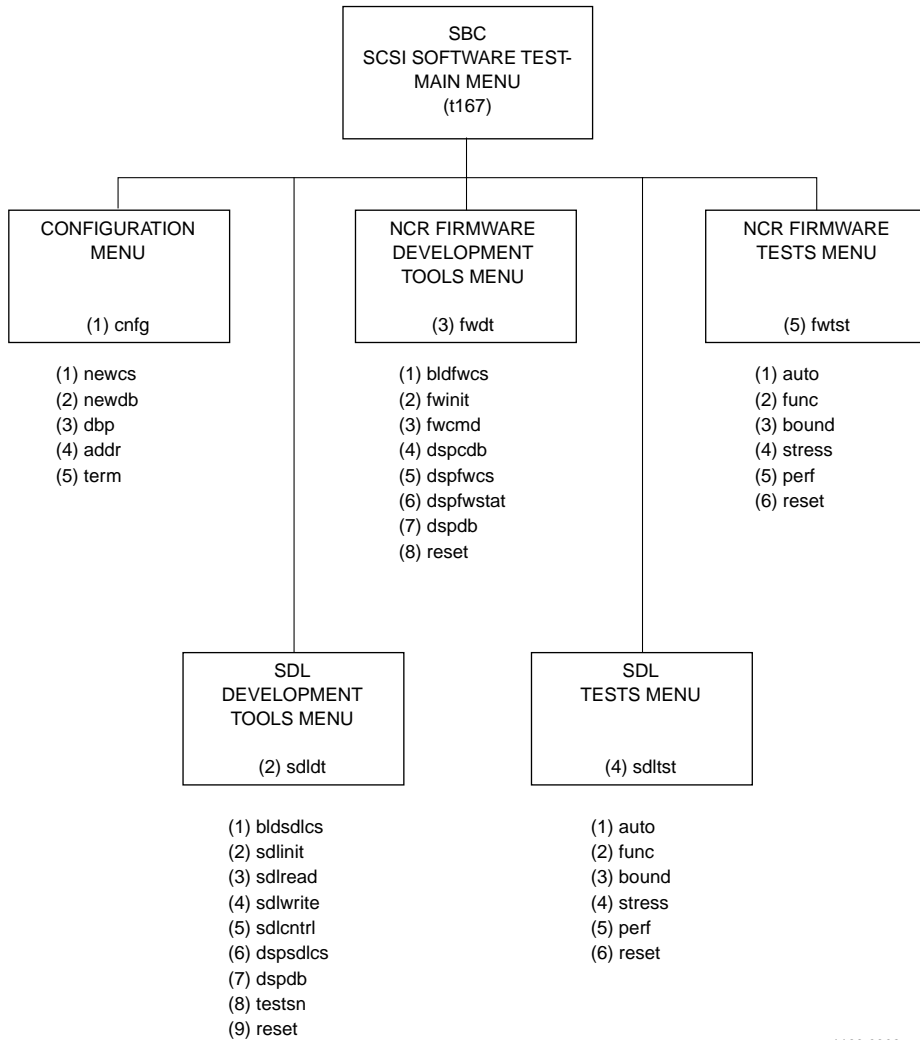 SBC
SCSI SOFTWARE TEST-
MAIN MENU
(t167)
CONFIGURATION
MENU
(1) cnfg
(1) newcs
(2) newdb
(3) dbp
(4) addr
(5) term
NCR FIRMWARE
DEVELOPMENT
TOOLS MENU
(3) fwdt
(1) bldfwcs
(2) fwinit
(3) fwcmd
(4) dspcdb
(5) dspfwcs
(6) dspfwstat
(7) dspdb
(8) reset
NCR FIRMWARE
TESTS MENU
(5) fwtst
(1) auto
(2) func
(3) bound
(4) stress
(5) perf
(6) reset
SDL
DEVELOPMENT
TOOLS MENU
(2) sdldt
(1) bldsdlcs
(2) sdlinit
(3) sdlread
(4) sdlwrite
(5) sdlcntrl
(6) dspsdlcs
(7) dspdb
(8) testsn
(9) reset
SDL
TESTS MENU
(4) sdltst
(1) auto
(2) func
(3) bound
(4) stress
(5) perf
(6) reset